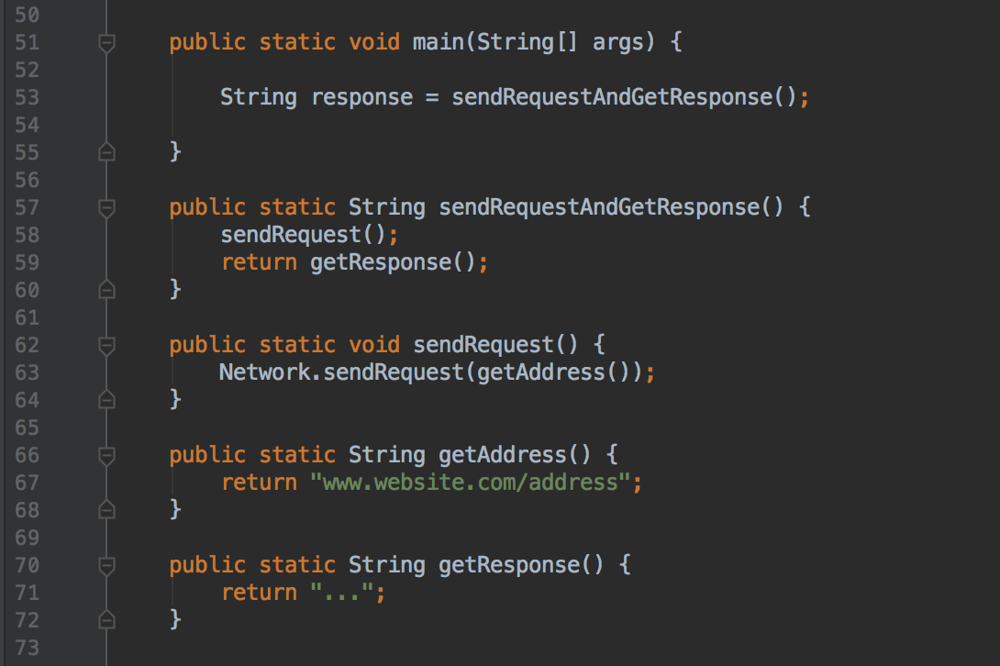 50
51 public static void main(String[] args) {
52
53 String response = sendRequestAndGetResponse();
54
55 }
56
57 public static String sendRequestAndGetResponse() {
58 sendRequest();
59 return getResponse();
60 }
61
62 public static void sendRequest() {
63 Network.sendRequest(getAddress());
64 }
65
66 public static String getAddress() {
67 return "www.website.com/address";
68 }
69
70 public static String getResponse() {
71 return "...";
72 }
73